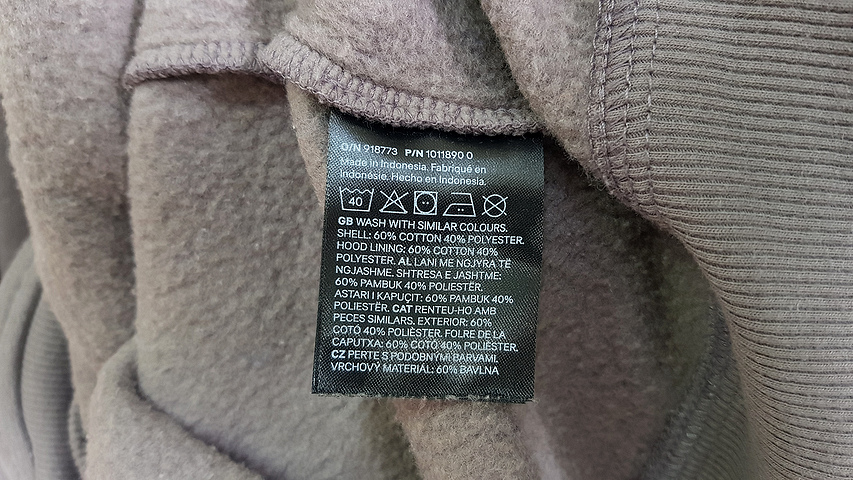 O/N 918773 P/N 1011890 0
Made in Indonesia. Fabriqué en
Indonésie. Hecho en Indonesia.
40
GB WASH WITH SIMILAR COLOURS.
SHELL: 60% COTTON 40% POLYESTER.
HOOD LINING: 60% COTTON 40%
POLYESTER. AL LANI ME NGJYRA TË
NGJASHME. SHTRESA E JASHTME:
60% PAMBUK 40% POLIESTËR.
ASTARI I KAPUÇIT: 60% PAMBUK 40%
POLIESTËR. CAT RENTEU-HO AMB
PECES SIMILARS. EXTERIOR: 60%
COTÓ 40% POLIÈSTER. FOLRE DE LA
CAPUTXA: 60% COTÓ 40% POLIÈSTER.
CZ PERTE S PODOBNÝMI BARVAMI.
VRCHOVÝ MATERIÁL: 60% BAVLNA